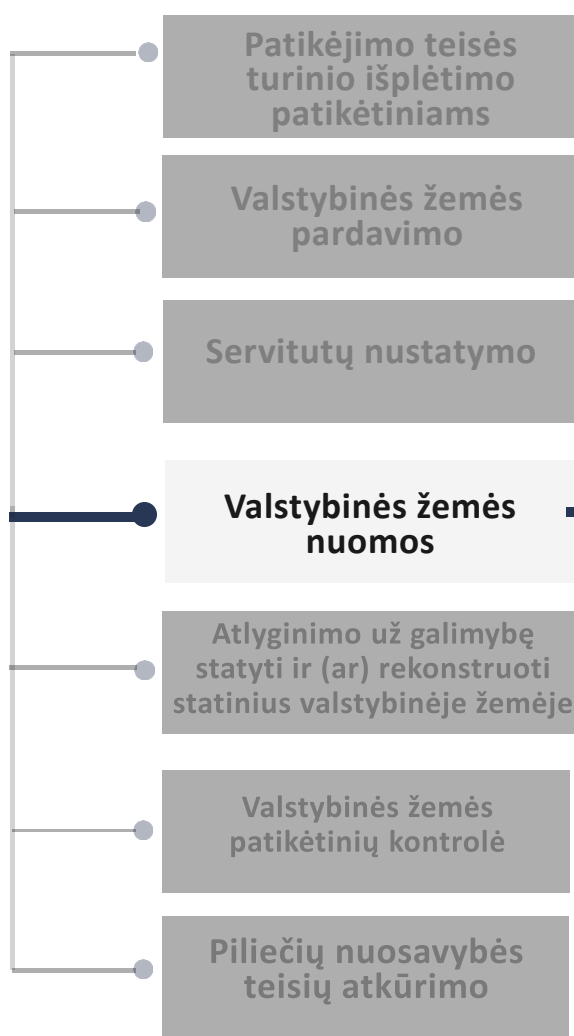 Patikėjimo teisės
turinio išplėtimo
patikėtiniams
Valstybinės žemės
pardavimo
Servitutų nustatymo
Valstybinės žemės
nuomos
Atlyginimo už galimybę
statyti ir (ar) rekonstruoti
statinius valstybinėje žemėje
Valstybinės žemės
patikėtinių kontrolė
Piliečių nuosavybės
teisių atkūrimo